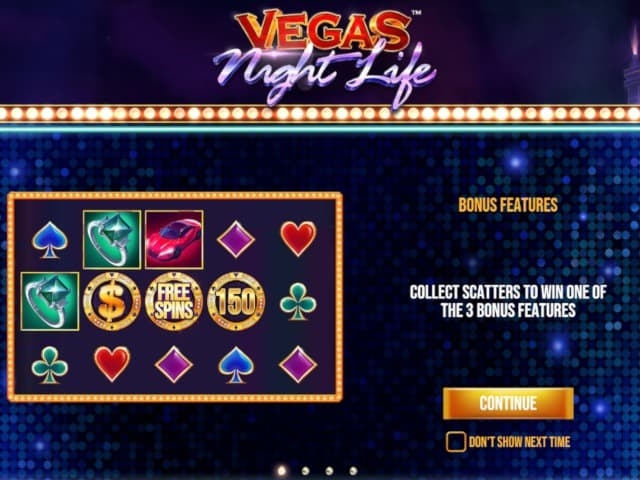 VEGAS™
Night Life
BONUS FEATURES
COLLECT SCATTERS TO WIN ONE OF
THE 3 BONUS FEATURES
$
FREE
SPINS
150
CONTINUE
DON'T SHOW NEXT TIME